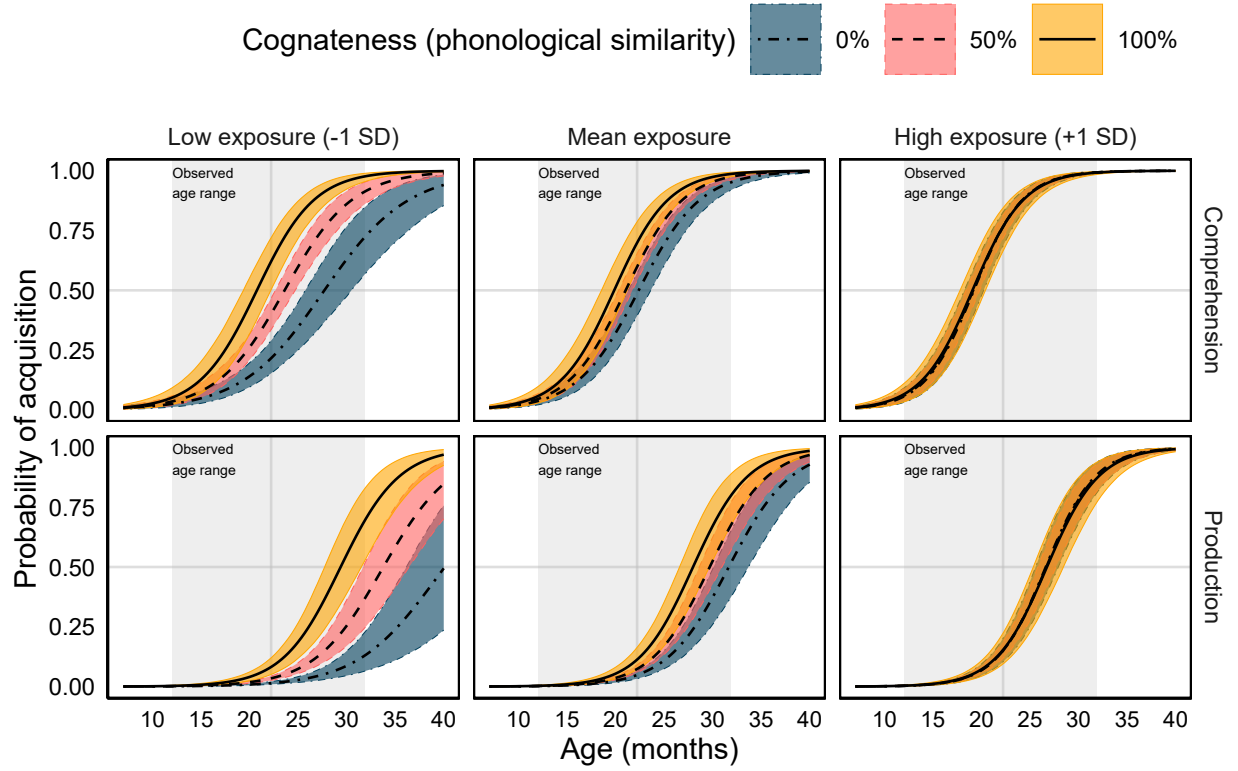 Cognateness (phonological similarity) 0% 50% 100%
Low exposure (-1 SD) Mean exposure High exposure (+1 SD)
Probability of acquisition
1.00
0.75
0.50
0.25
0.00
Observed
age range
Observed
age range
Observed
age range
Comprehension
1.00
0.75
0.50
0.25
0.00
Observed
age range
Observed
age range
Observed
age range
Production
10 15 20 25 30 35 40 10 15 20 25 30 35 40 10 15 20 25 30 35 40
Age (months)